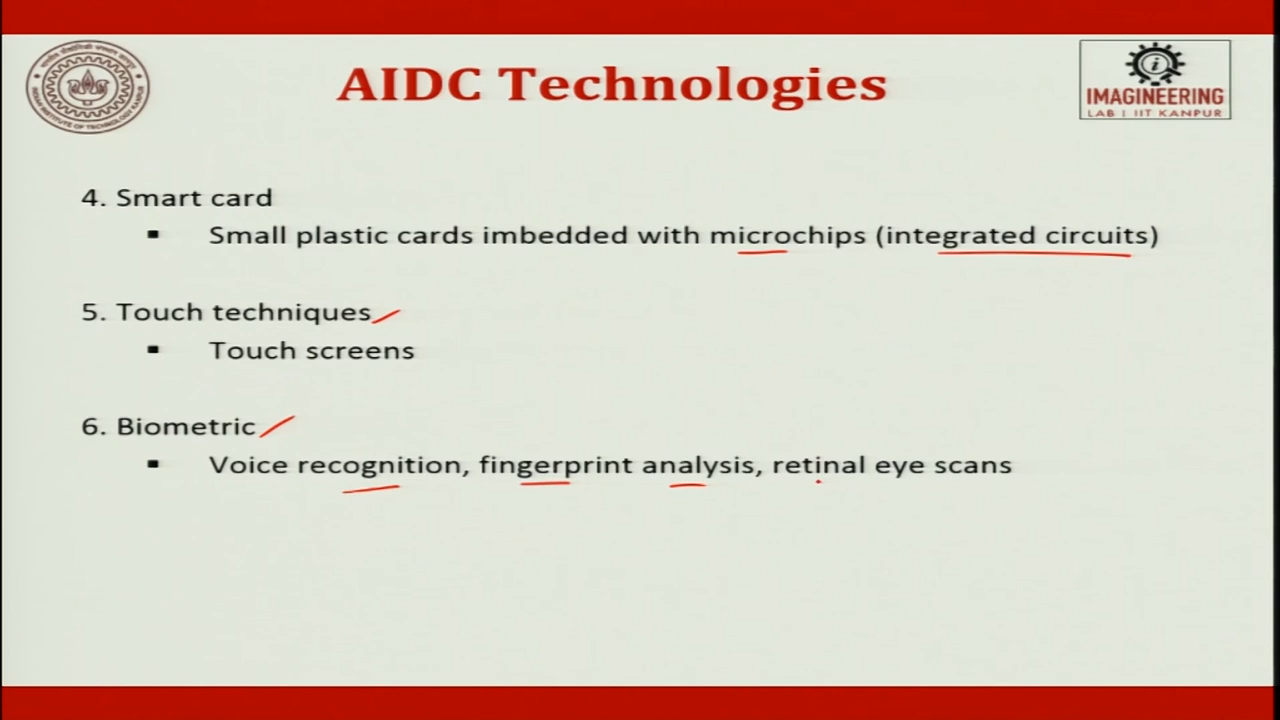 AIDC Technologies
IMAGINEERING
LAB | IIT KANPUR
4. Smart card
▪ Small plastic cards imbedded with microchips (integrated circuits)
5. Touch techniques
▪ Touch screens
6. Biometric
▪ Voice recognition, fingerprint analysis, retinal eye scans